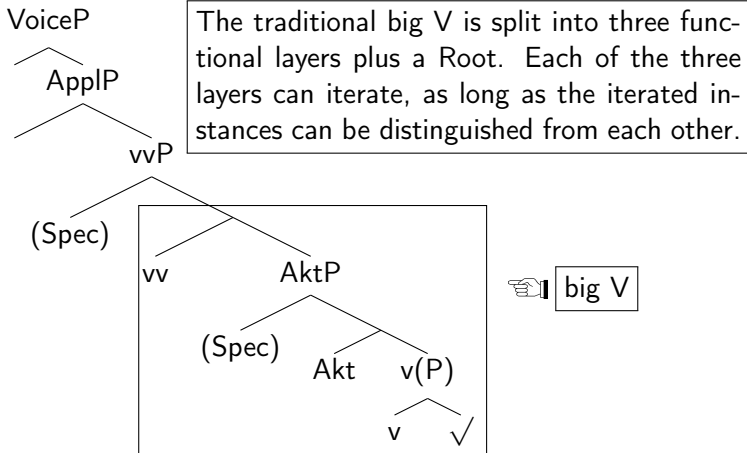 VoiceP
The traditional big V is split into three func-
tional layers plus a Root. Each of the three
layers can iterate, as long as the iterated in-
stances can be distinguished from each other.
ApplP
vvP
(Spec)
vv
AktP
big V
(Spec)
Akt
v(P)
v
√